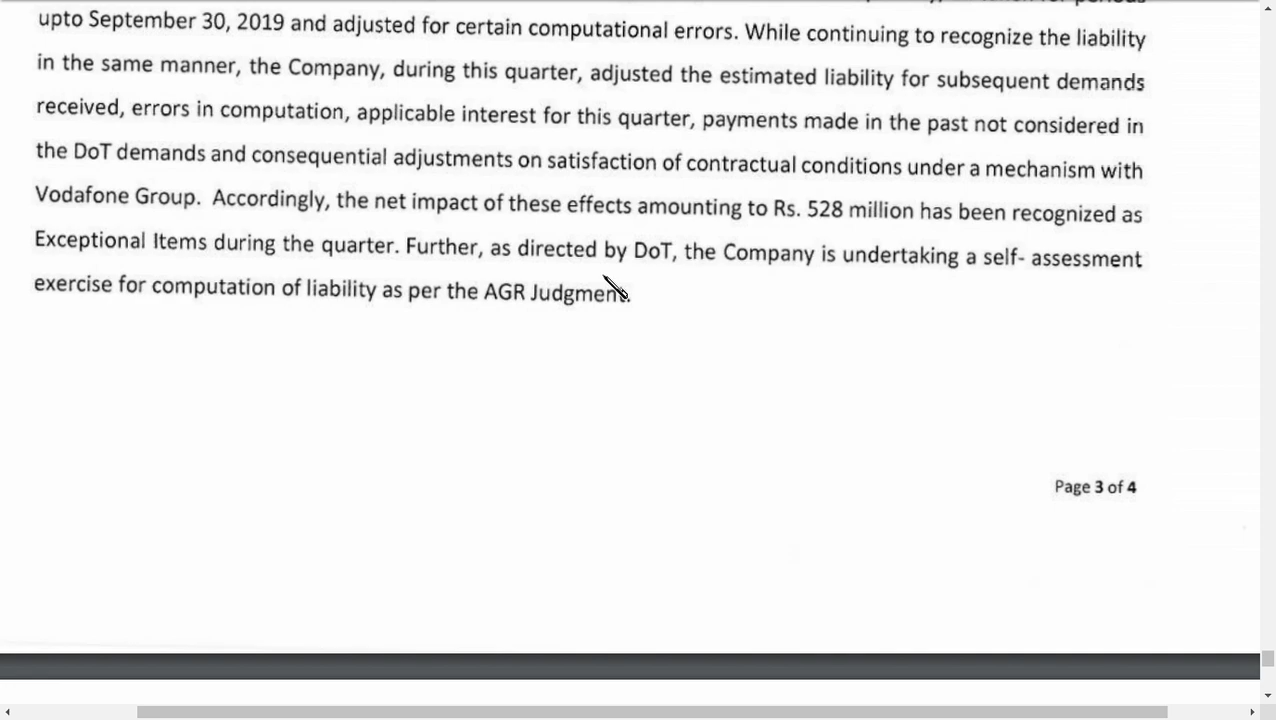 upto September 30, 2019 and adjusted for certain computational errors. While continuing to recognize the liability
in the same manner, the Company, during this quarter, adjusted the estimated liability for subsequent demands
received, errors in computation, applicable interest for this quarter, payments made in the past not considered in
the DoT demands and consequential adjustments on satisfaction of contractual conditions under a mechanism with
Vodafone Group. Accordingly, the net impact of these effects amounting to Rs. 528 million has been recognized as
Exceptional Items during the quarter. Further, as directed by DoT, the Company is undertaking a self- assessment
exercise for computation of liability as per the AGR Judgment.
Page 3 of 4